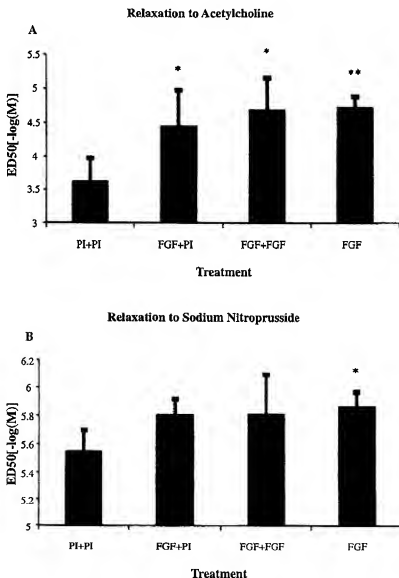 Relaxation to Acetylcholine
A
ED50[-log(M)]
5.5
5
4.5
4
3.5
3
*
*
**
PI+PI
FGF+PI
FGF+FGF
FGF
Treatment
Relaxation to Sodium Nitroprusside
B
ED50[-log(M)]
6.2
6
5.8
5.6
5.4
5.2
5
*
PI+PI
FGF+PI
FGF+FGF
FGF
Treatment